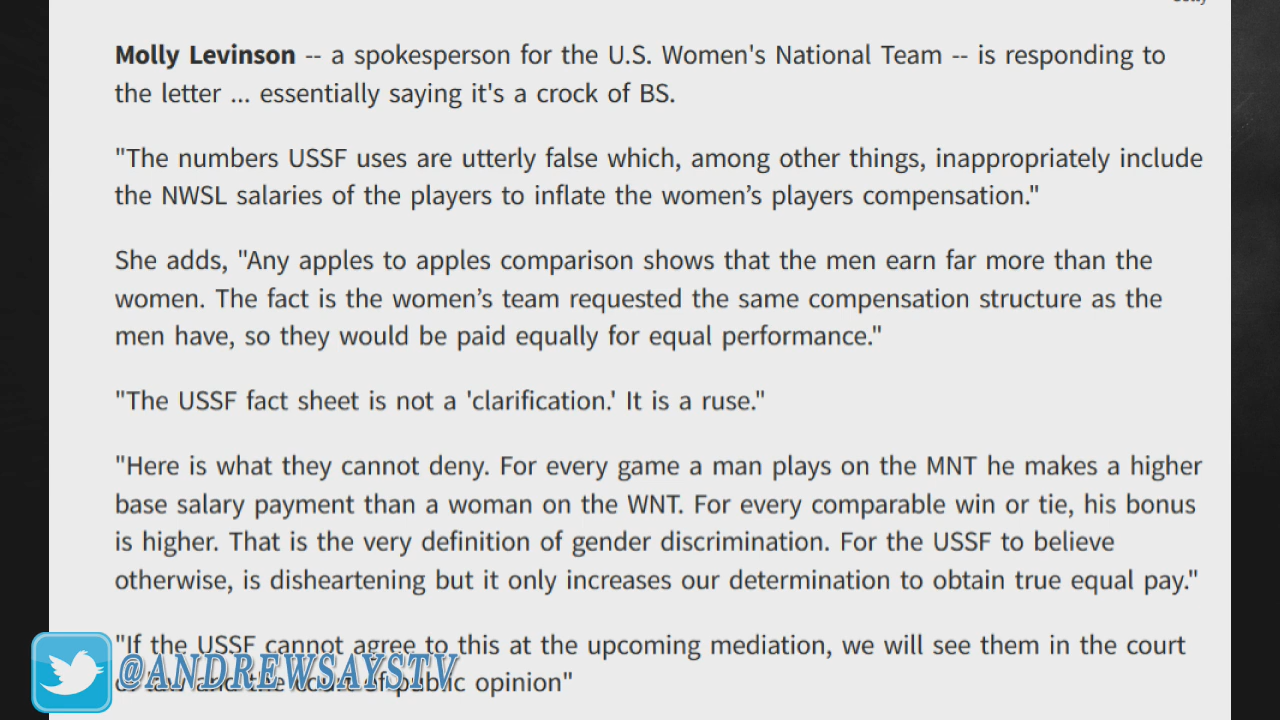 Molly Levinson -- a spokesperson for the U.S. Women's National Team -- is responding to
the letter ... essentially saying it's a crock of BS.
"The numbers USSF uses are utterly false which, among other things, inappropriately include
the NWSL salaries of the players to inflate the women’s players compensation."
She adds, "Any apples to apples comparison shows that the men earn far more than the
women. The fact is the women’s team requested the same compensation structure as the
men have, so they would be paid equally for equal performance."
"The USSF fact sheet is not a 'clarification.' It is a ruse."
"Here is what they cannot deny. For every game a man plays on the MNT he makes a higher
base salary payment than a woman on the WNT. For every comparable win or tie, his bonus
is higher. That is the very definition of gender discrimination. For the USSF to believe
otherwise, is disheartening but it only increases our determination to obtain true equal pay."
"If the USSF cannot agree to this at the upcoming mediation, we will see them in the court
of law and the court of public opinion"
@ANDREWSAYSTV